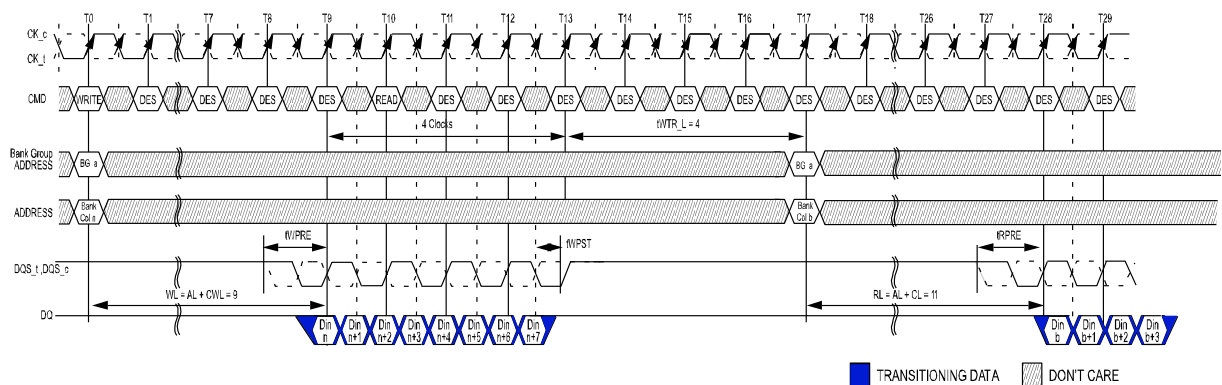 T0 T1 T7 T8 T9 T10 T11 T12 T13 T14 T15 T16 T17 T18 T26 T27 T28 T29
CK_c
CK_t
CMD WRITE DES DES DES DES READ DES DES DES DES DES DES DES DES DES DES DES DES
4 Clocks tWTR_L = 4
Bank Group
ADDRESS BG a BG a
ADDRESS Bank Col n Bank Col b
tWPRE tWPST tRPRE
DQS_t ,DQS_c
WL = AL + CWL = 9 RL = AL + CL = 11
DQ Din n Din n+1 Din n+2 Din n+3 Din n+4 Din n+5 Din n+6 Din n+7 Din b Din b+1 Din b+2 Din b+3
TRANSITIONING DATA DON'T CARE